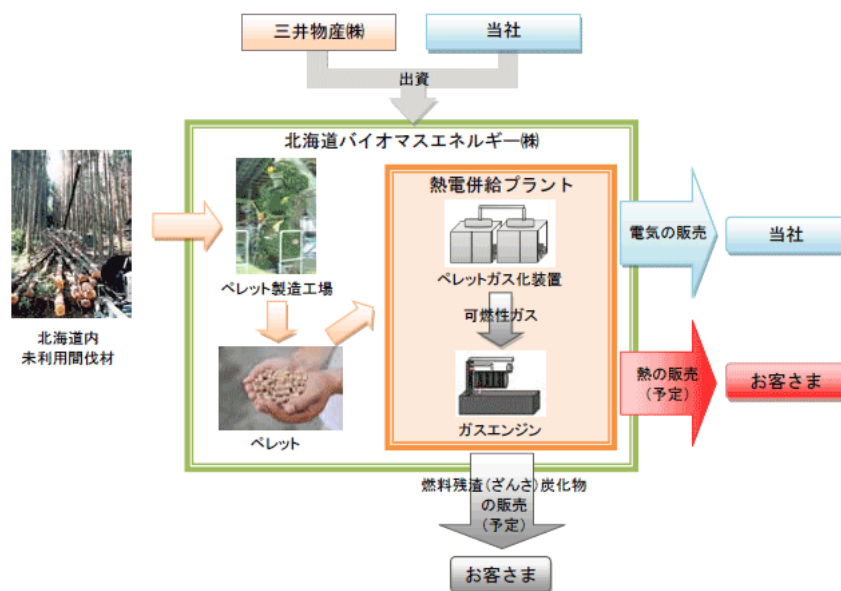 三井物産㈱
当社
出資
北海道バイオマスエネルギー㈱
熱電併給プラント
ペレット製造工場
ペレットガス化装置
可燃性ガス
電気の販売
当社
北海道内
未利用間伐材
ペレット
ガスエンジン
熱の販売
(予定)
お客さま
燃料残渣(ざんさ)炭化物
の販売
(予定)
お客さま